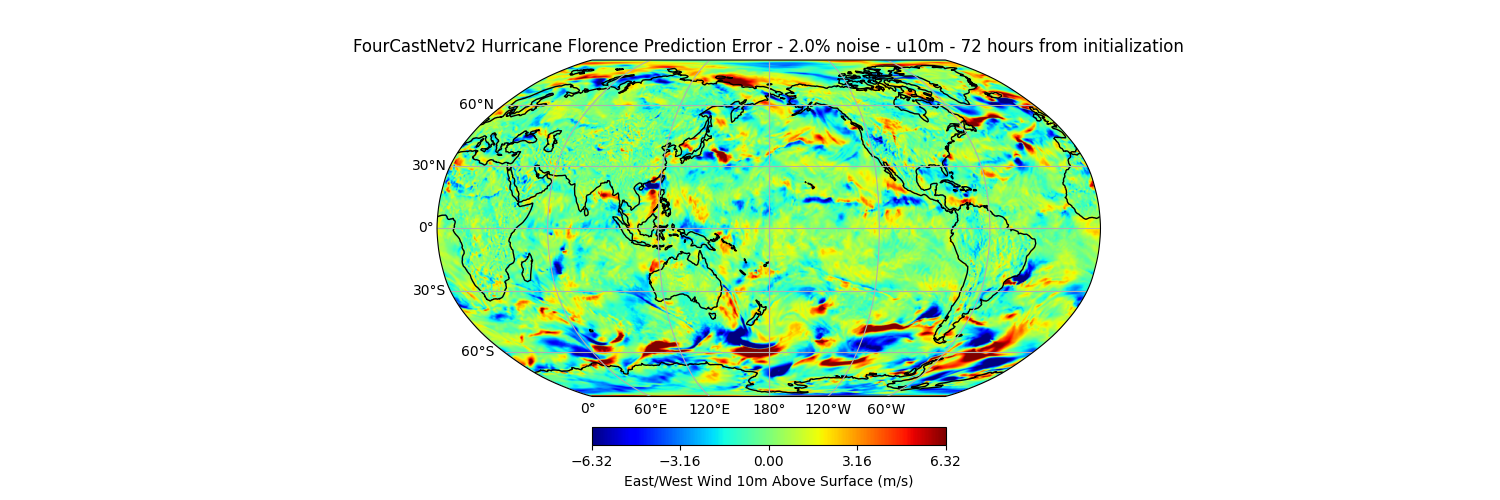 FourCastNetv2 Hurricane Florence Prediction Error - 2.0% noise - u10m - 72 hours from initialization
60°N
30°N
0°
30°S
60°S
0° 60°E 120°E 180° 120°W 60°W
−6.32 −3.16 0.00 3.16 6.32
East/West Wind 10m Above Surface (m/s)